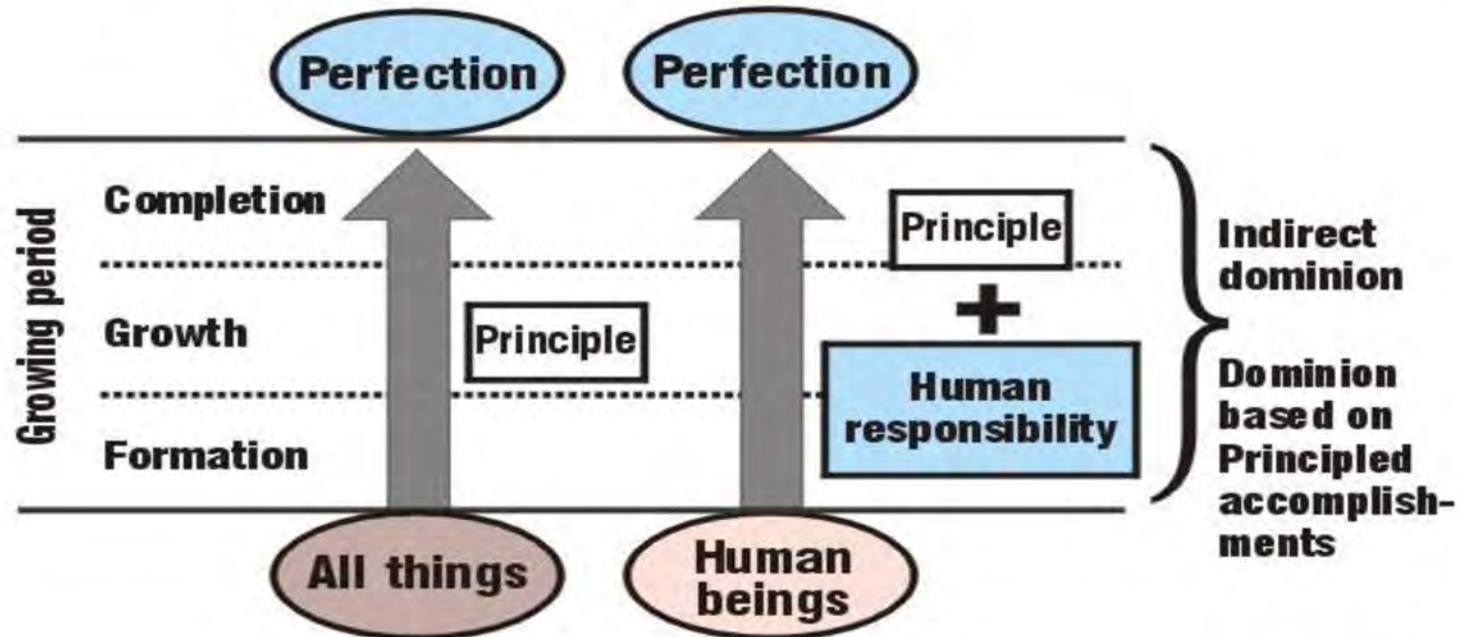 Perfection
Perfection
Growing period
Completion
Growth
Formation
Principle
Principle
+
Human
responsibility
Indirect
dominion
Dominion
based on
Principled
accomplish-
ments
All things
Human
beings